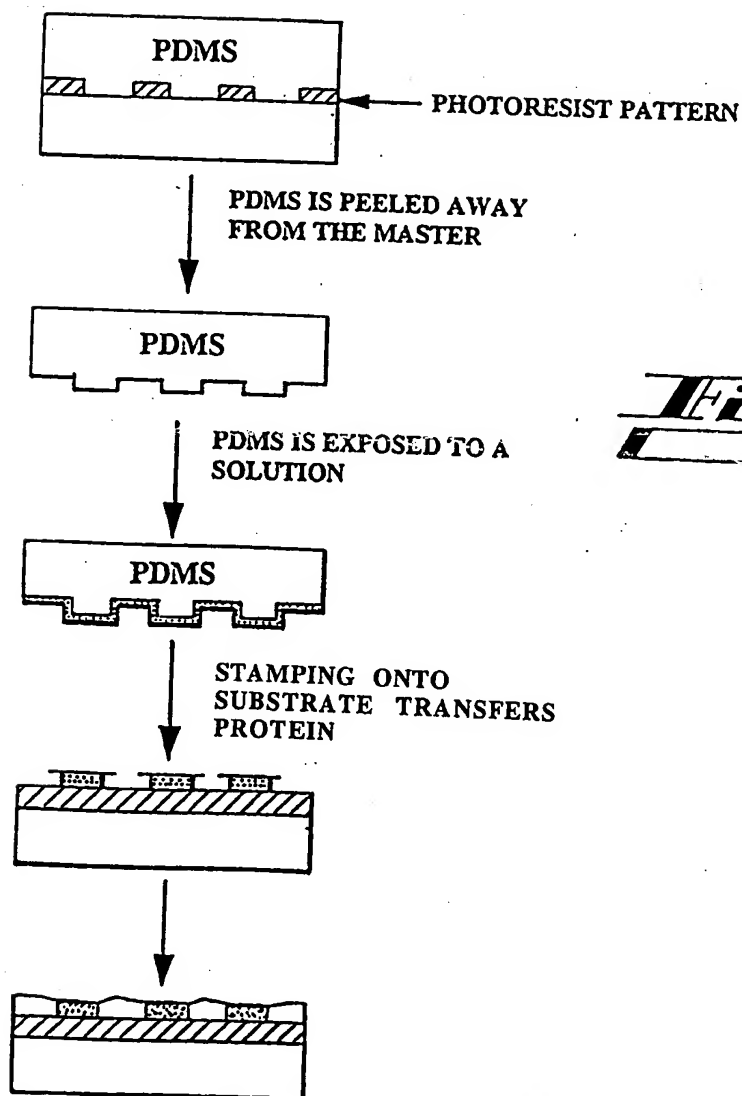 PDMS
PHOTORESIST PATTERN
PDMS IS PEELED AWAY
FROM THE MASTER
PDMS
PDMS IS EXPOSED TO A
SOLUTION
PDMS
STAMPING ONTO
SUBSTRATE TRANSFERS
PROTEIN
Fi